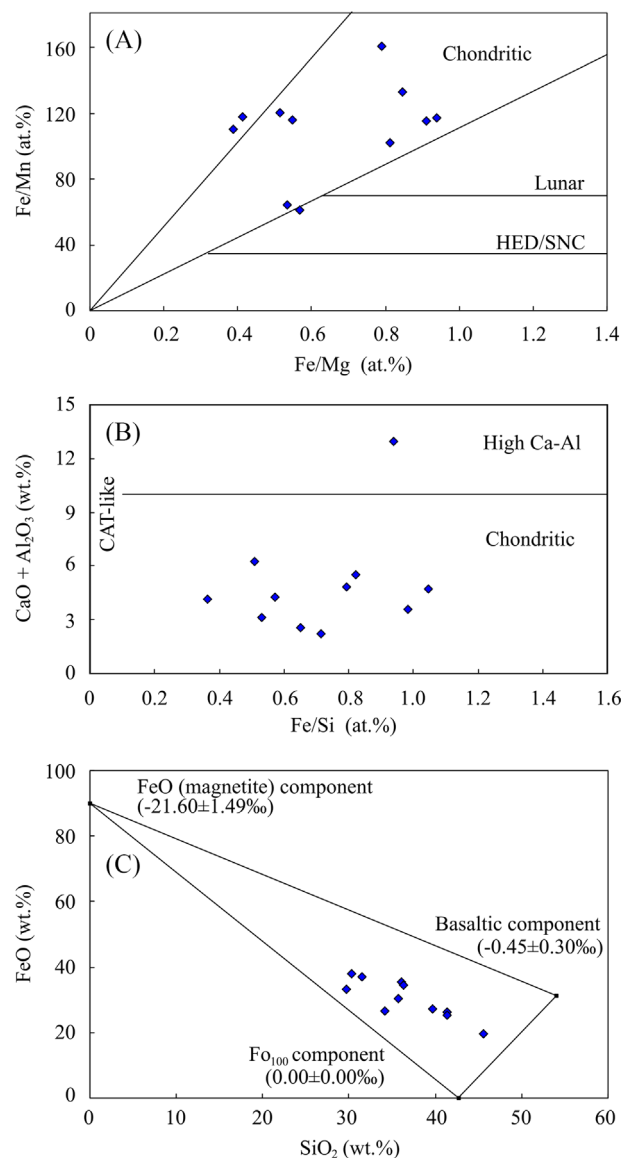 (A)
Chondritic
Lunar
HED/SNC
160
120
80
40
0
Fe/Mn (at.%)
0 0.2 0.4 0.6 0.8 1.0 1.2 1.4
Fe/Mg (at.%)
(B)
High Ca-Al
CAT-like
Chondritic
15
12
9
6
3
0
CaO + Al₂O₃ (wt.%)
0 0.2 0.4 0.6 0.8 1.0 1.2 1.4 1.6
Fe/Si (at.%)
100
80
60
40
20
0
FeO (wt.%)
FeO (magnetite) component
(-21.60±1.49‰)
(C)
Basaltic component
(-0.45±0.30‰)
Fo₁₀₀ component
(0.00±0.00‰)
0 10 20 30 40 50 60
SiO₂ (wt.%)